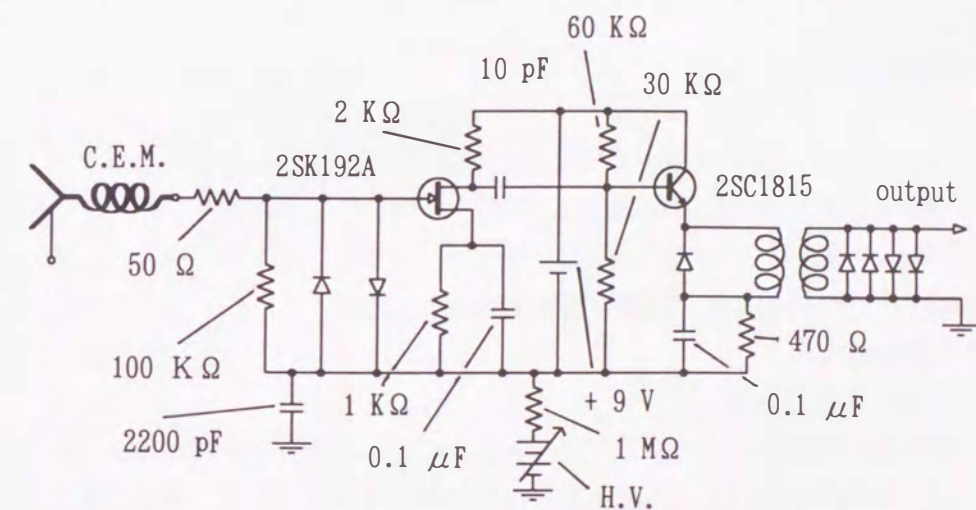 60 KΩ
10 pF
30 KΩ
2 KΩ
C.E.M.
2SK192A
2SC1815
output
50 Ω
100 KΩ
470 Ω
1 KΩ
+ 9 V
0.1 μF
2200 pF
0.1 μF
1 MΩ
H.V.